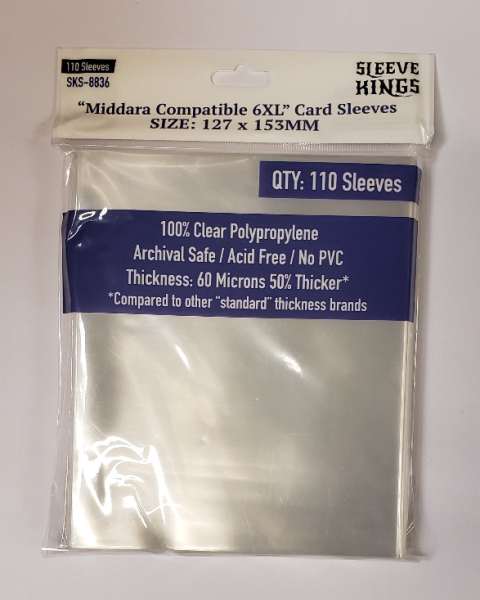 110 Sleeves
SKS-8836
SLEEVE
KINGS
"Middara Compatible 6XL" Card Sleeves
SIZE: 127 x 153MM
QTY: 110 Sleeves
100% Clear Polypropylene
Archival Safe / Acid Free / No PVC
Thickness: 60 Microns 50% Thicker*
*Compared to other "standard" thickness brands